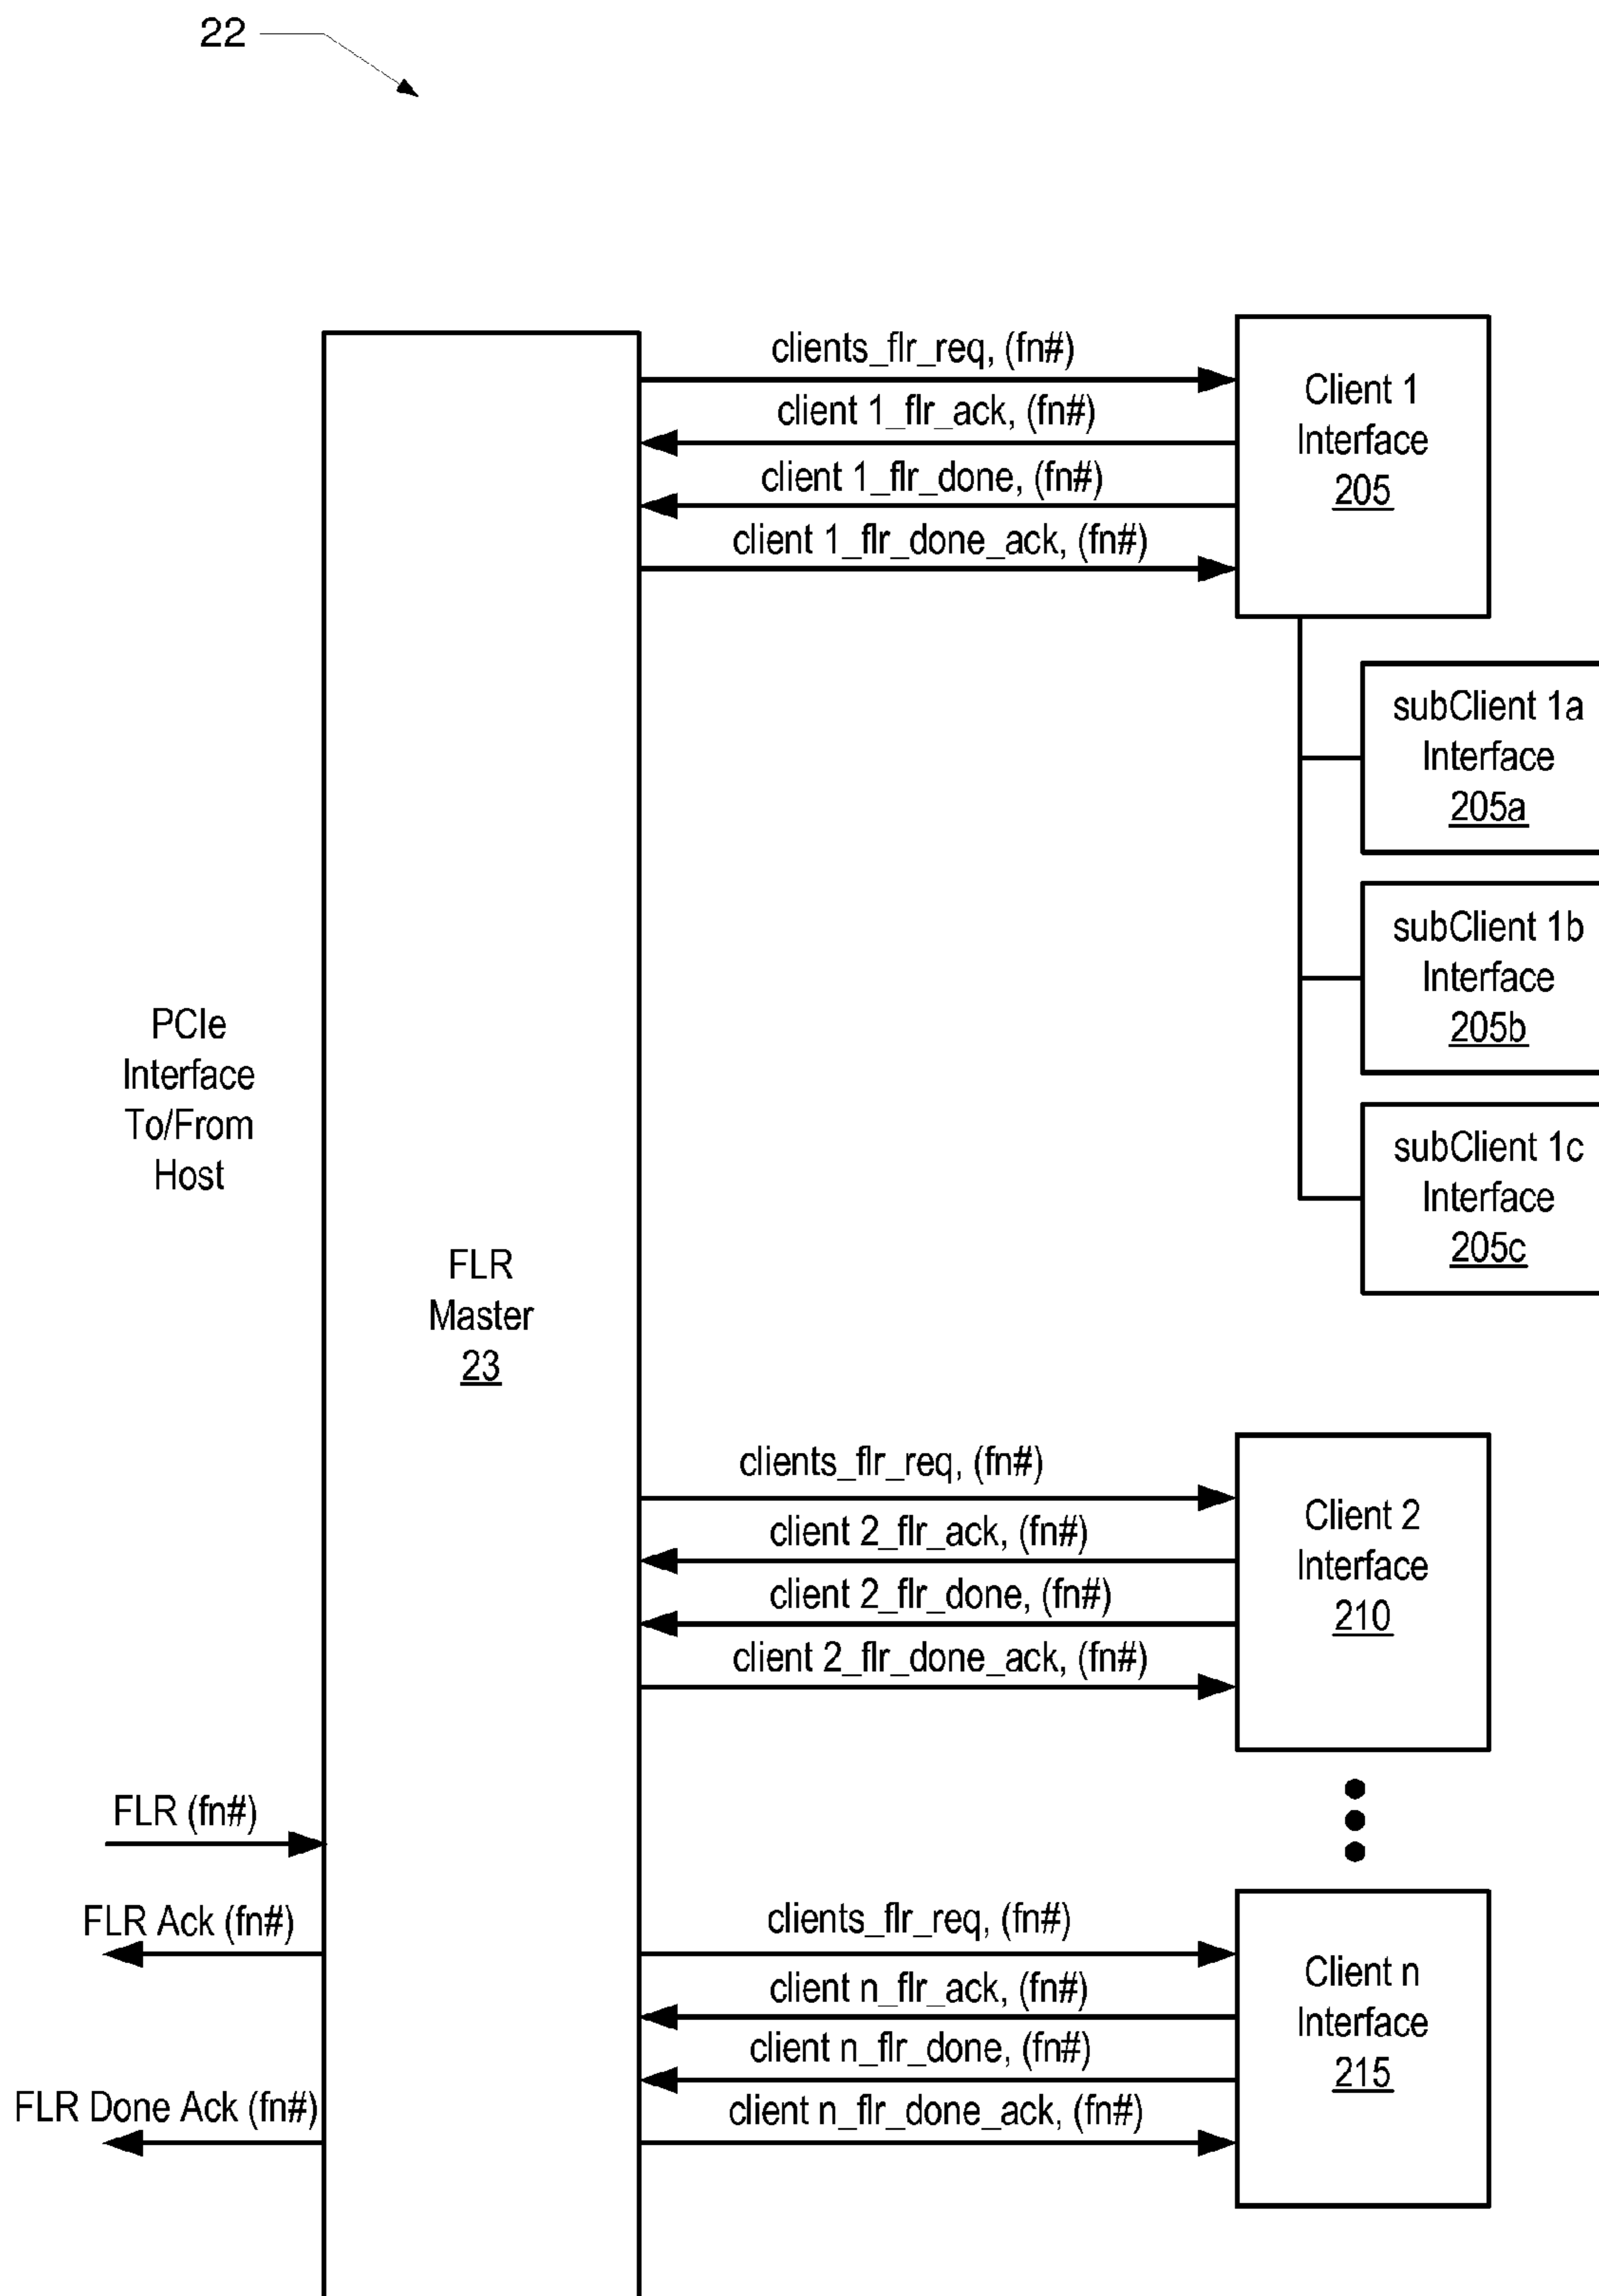 22
clients_flr_req, (fn#)
client 1_flr_ack, (fn#)
client 1_flr_done, (fn#)
client 1_flr_done_ack, (fn#)
Client 1
Interface
205
subClient 1a
Interface
205a
subClient 1b
Interface
205b
subClient 1c
Interface
205c
PCIe
Interface
To/From
Host
FLR
Master
23
clients_flr_req, (fn#)
client 2_flr_ack, (fn#)
client 2_flr_done, (fn#)
client 2_flr_done_ack, (fn#)
Client 2
Interface
210
FLR (fn#)
FLR Ack (fn#)
FLR Done Ack (fn#)
clients_flr_req, (fn#)
client n_flr_ack, (fn#)
client n_flr_done, (fn#)
client n_flr_done_ack, (fn#)
Client n
Interface
215